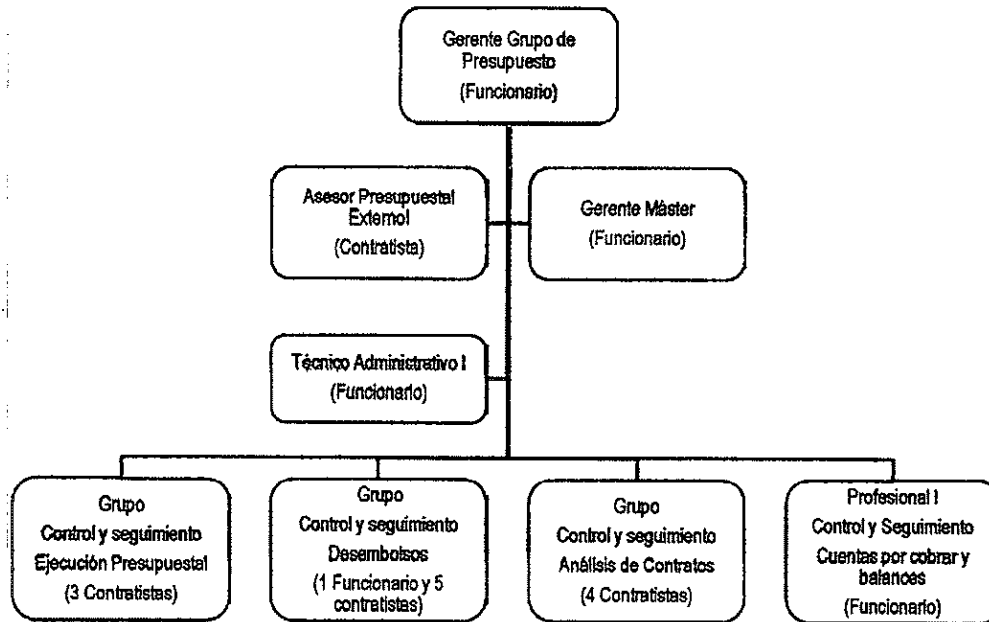 Gerente Grupo de
Presupuesto
(Funcionario)
Asesor Presupuestal
Externol
(Contratista)
Gerente Máster
(Funcionario)
Técnico Administrativo I
(Funcionario)
Grupo
Control y seguimiento
Ejecución Presupuestal
(3 Contratistas)
Grupo
Control y seguimiento
Desembolsos
(1 Funcionario y 5
contratistas)
Grupo
Control y seguimiento
Análisis de Contratos
(4 Contratistas)
Profesional I
Control y Seguimiento
Cuentas por cobrar y
balances
(Funcionario)